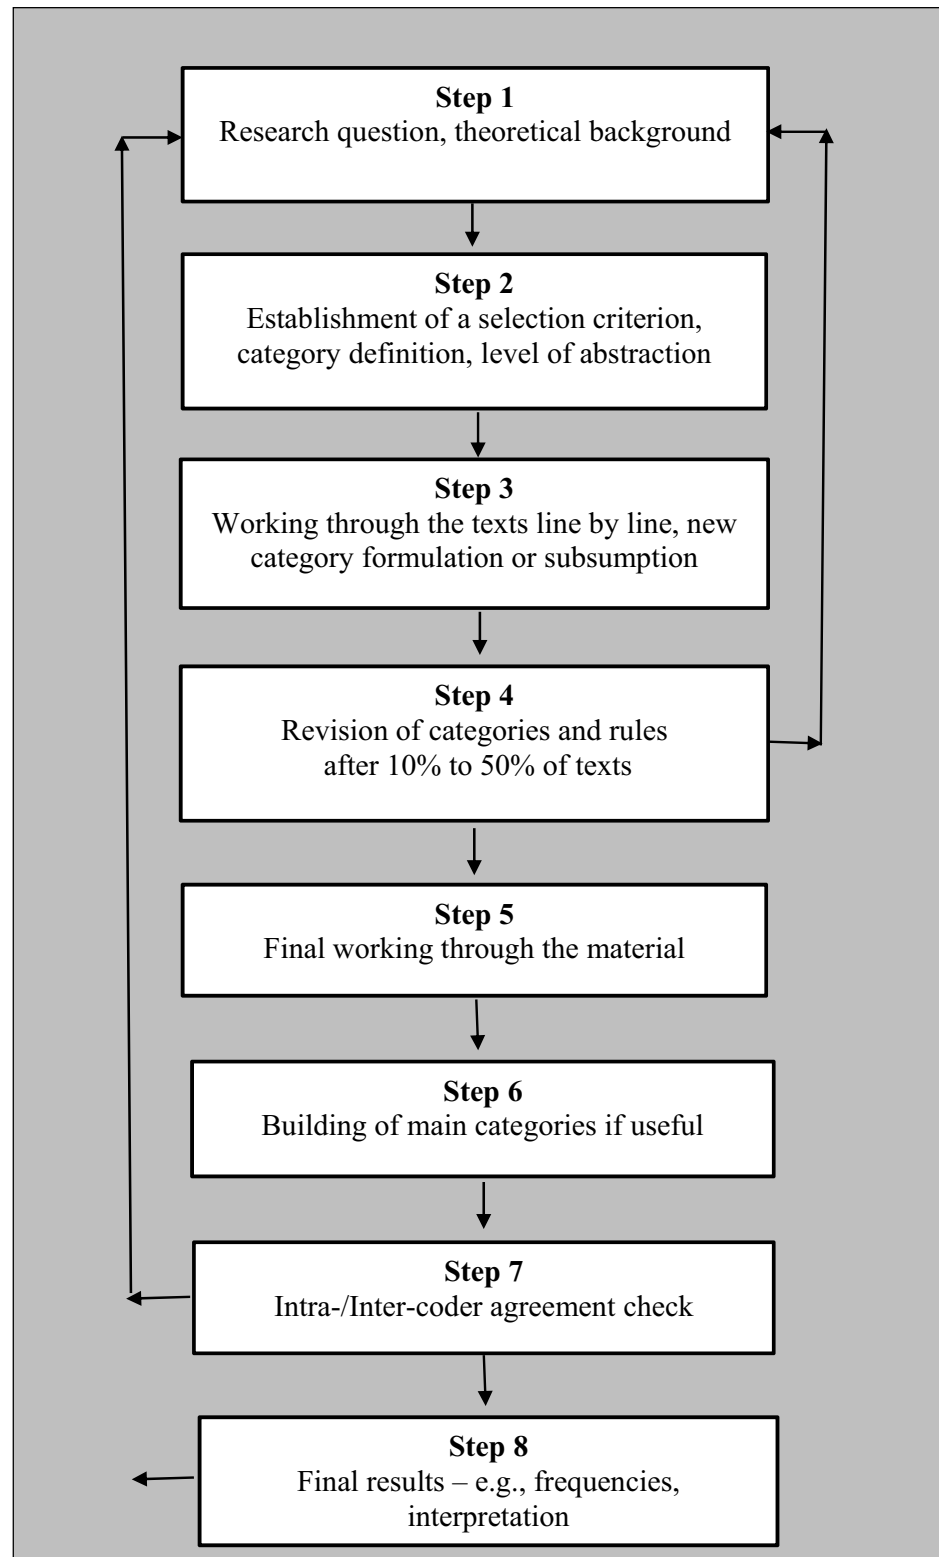 Step 1
Research question, theoretical background
Step 2
Establishment of a selection criterion,
category definition, level of abstraction
Step 3
Working through the texts line by line, new
category formulation or subsumption
Step 4
Revision of categories and rules
after 10% to 50% of texts
Step 5
Final working through the material
Step 6
Building of main categories if useful
Step 7
Intra-/Inter-coder agreement check
Step 8
Final results – e.g., frequencies,
interpretation